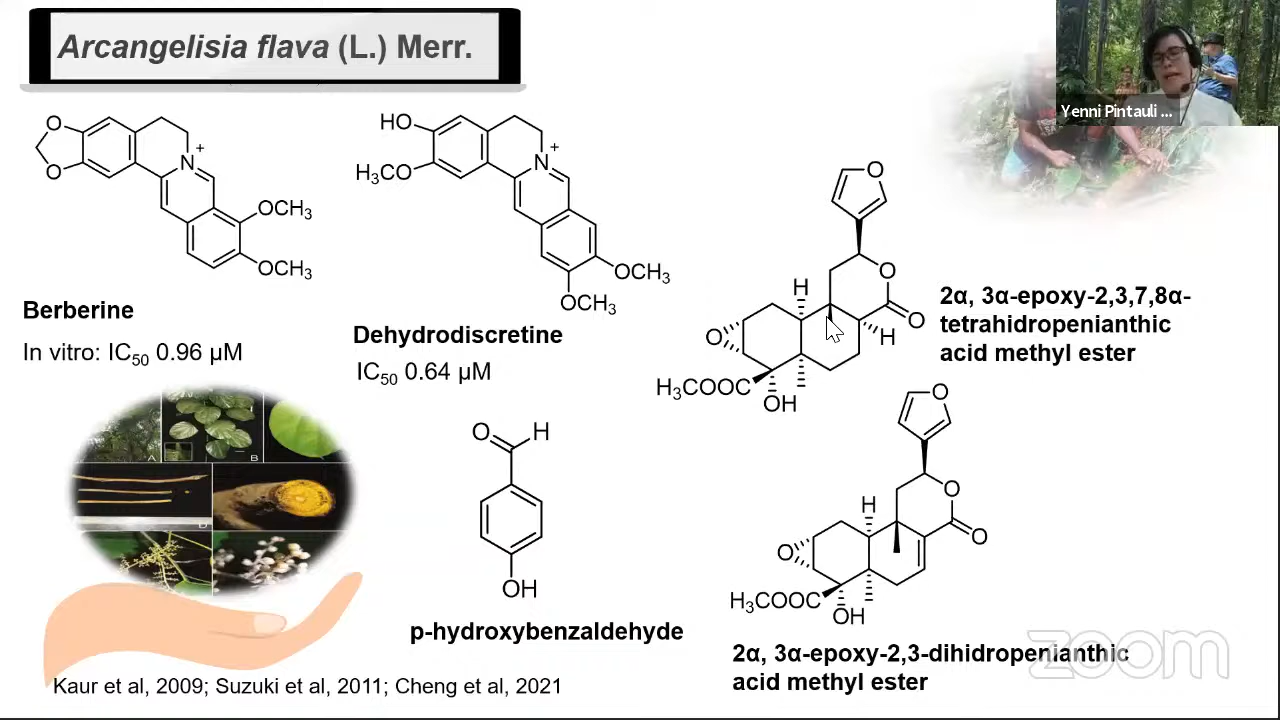 Arcangelisia flava (L.) Merr.
Yenni Pintauli ...
O
O
N
+
OCH₃
OCH₃
Berberine
In vitro: IC₅₀ 0.96 µM
HO
H₃CO
N
+
OCH₃
OCH₃
Dehydrodiscretine
IC₅₀ 0.64 µM
O
H
O
O
O
H
H₃COOC
OH
2α, 3α-epoxy-2,3,7,8α-
tetrahidropenianthic
acid methyl ester
A
B
D
O
H
OH
p-hydroxybenzaldehyde
O
H
O
O
O
H₃COOC
OH
2α, 3α-epoxy-2,3-dihidropenianthic
acid methyl ester
zoom
Kaur et al, 2009; Suzuki et al, 2011; Cheng et al, 2021